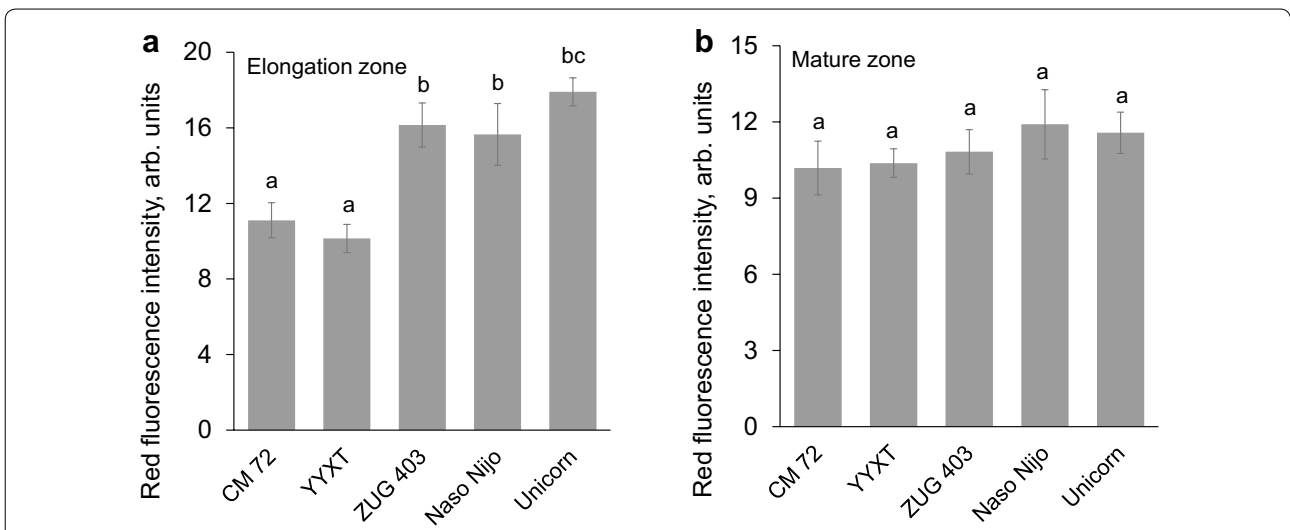 a
Elongation zone
Red fluorescence intensity, arb. units
20
16
12
8
4
0
a
a
b
b
bc
CM 72
YYXT
ZUG 403
Naso Nijo
Unicorn
b
Mature zone
Red fluorescence intensity, arb. units
15
12
9
6
3
0
a
a
a
a
a
CM 72
YYXT
ZUG 403
Naso Nijo
Unicorn